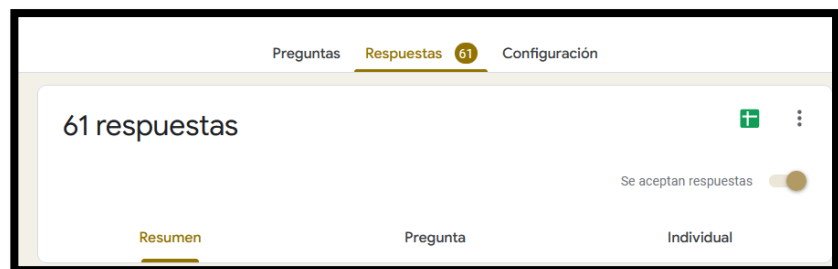 Preguntas Respuestas 61 Configuración
61 respuestas
Se aceptan respuestas
Resumen Pregunta Individual